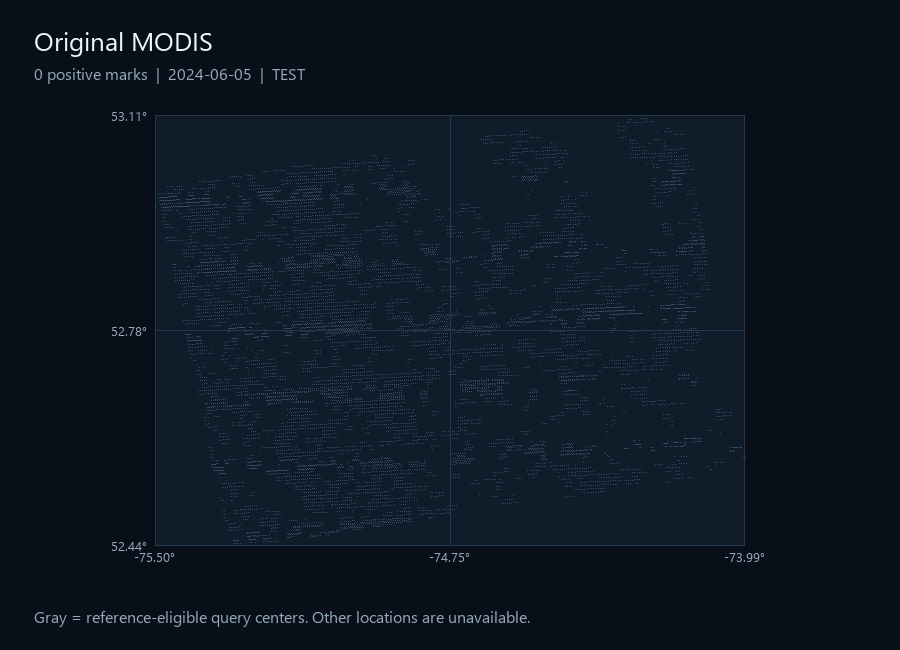 Original MODIS
0 positive marks | 2024-06-05 | TEST
53.11°
52.78°
52.44°
-75.50°
-74.75°
-73.99°
Gray = reference-eligible query centers. Other locations are unavailable.